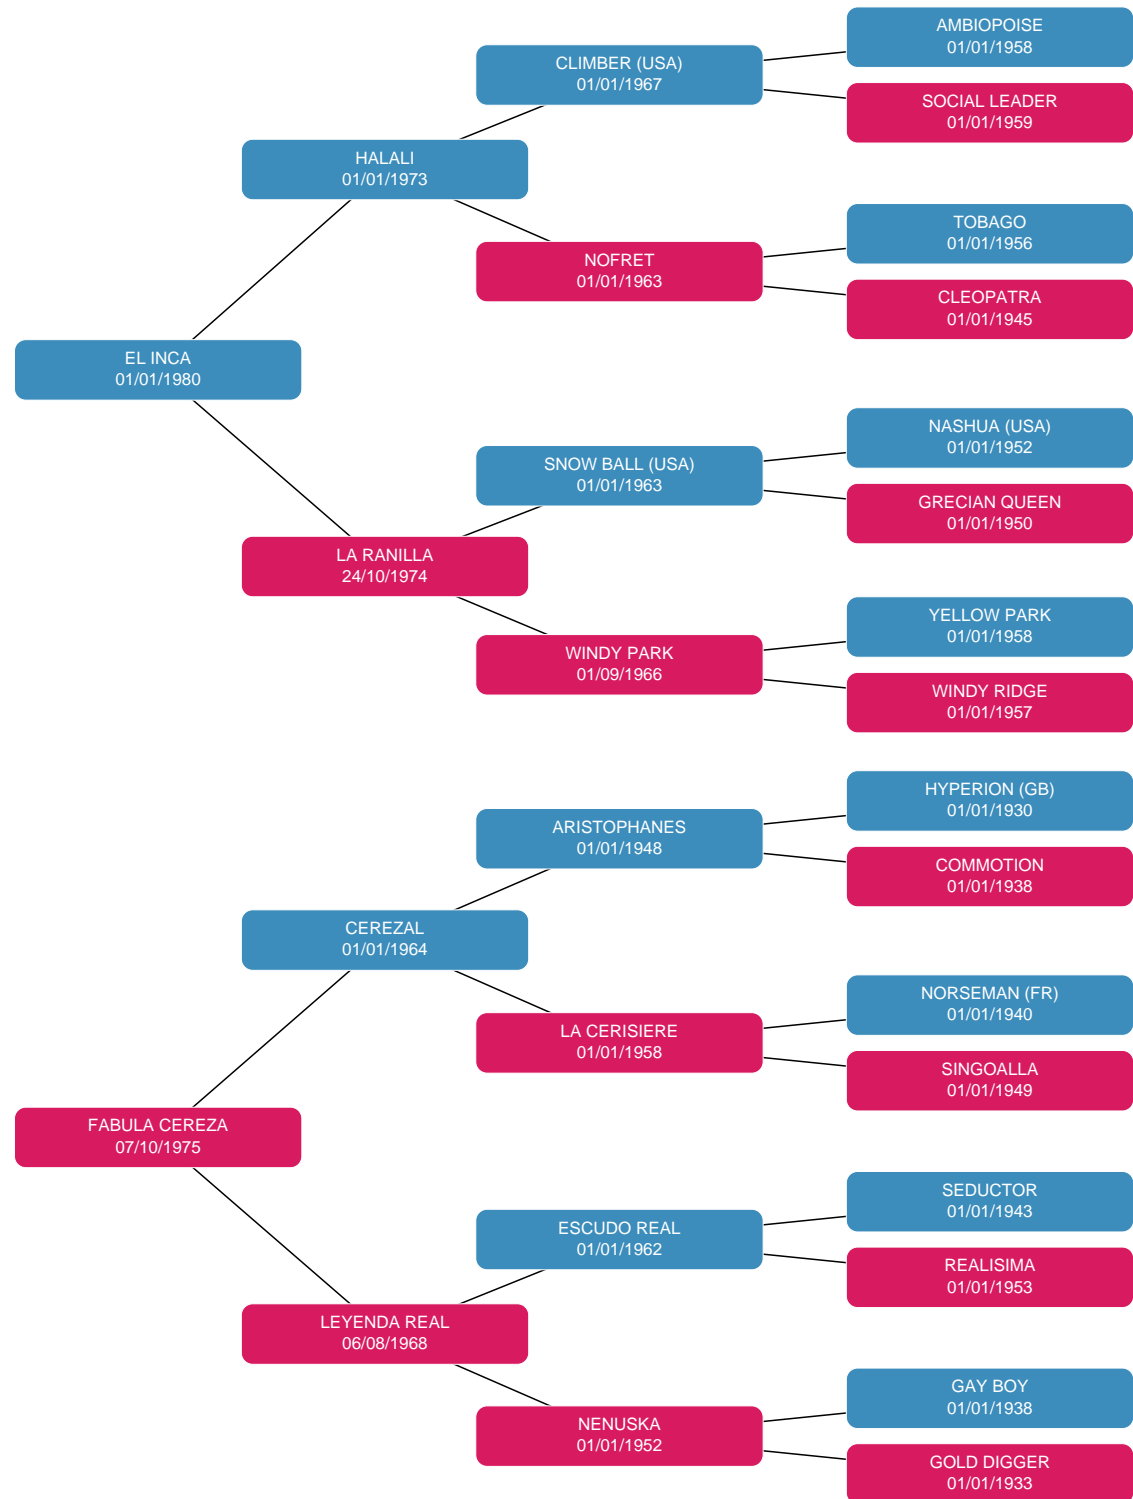 AMBIOPOISE
01/01/1958
CLIMBER (USA)
01/01/1967
SOCIAL LEADER
01/01/1959
HALALI
01/01/1973
TOBAGO
01/01/1956
NOFRET
01/01/1963
CLEOPATRA
01/01/1945
EL INCA
01/01/1980
NASHUA (USA)
01/01/1952
SNOW BALL (USA)
01/01/1963
GRECIAN QUEEN
01/01/1950
LA RANILLA
24/10/1974
YELLOW PARK
01/01/1958
WINDY PARK
01/09/1966
WINDY RIDGE
01/01/1957
HYPERION (GB)
01/01/1930
ARISTOPHANES
01/01/1948
COMMOTION
01/01/1938
CEREZAL
01/01/1964
NORSEMAN (FR)
01/01/1940
LA CERISIERE
01/01/1958
SINGOALLA
01/01/1949
FABULA CEREZA
07/10/1975
SEDUCTOR
01/01/1943
ESCUDO REAL
01/01/1962
REALISIMA
01/01/1953
LEYENDA REAL
06/08/1968
GAY BOY
01/01/1938
NENUSKA
01/01/1952
GOLD DIGGER
01/01/1933